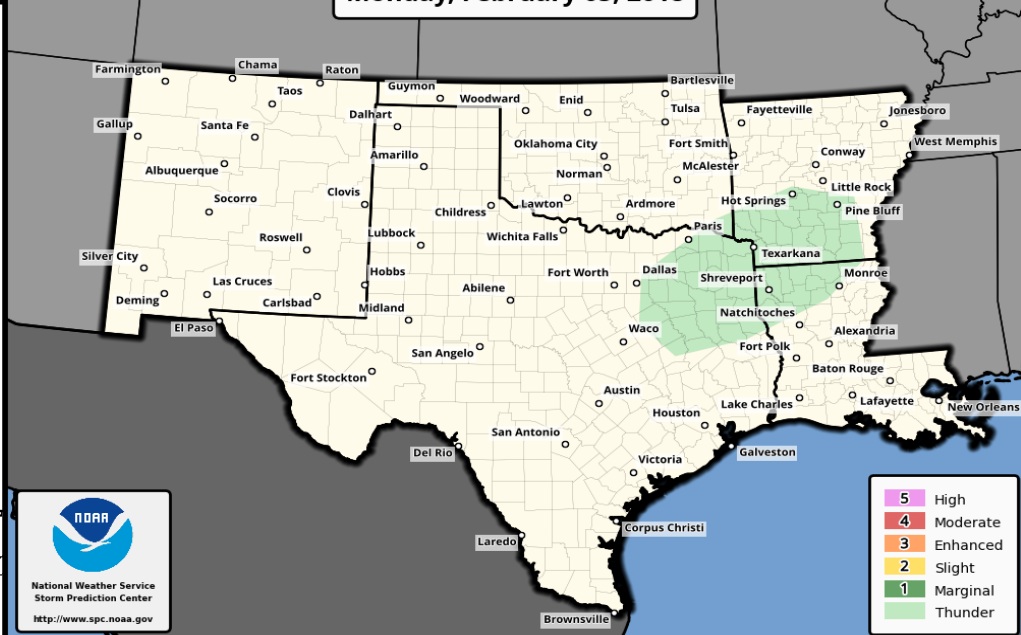 Farmington
Chama
Raton
Taos
Guymon
Woodward
Enid
Bartlesville
Tulsa
Fayetteville
Jonesboro
Gallup
Santa Fe
Dalhart
Oklahoma City
Fort Smith
Conway
West Memphis
Albuquerque
Amarillo
Norman
McAlester
Little Rock
Socorro
Clovis
Childress
Lawton
Ardmore
Hot Springs
Pine Bluff
Roswell
Lubbock
Wichita Falls
Paris
Texarkana
Silver City
Las Cruces
Hobbs
Fort Worth
Dallas
Shreveport
Monroe
Deming
Carlsbad
Midland
Abilene
Natchitoches
El Paso
Waco
Alexandria
San Angelo
Fort Polk
Fort Stockton
Baton Rouge
Austin
Lake Charles
Lafayette
New Orleans
Houston
San Antonio
Del Rio
Galveston
Victoria
Corpus Christi
Laredo
Brownsville
NOAA
National Weather Service
Storm Prediction Center
http://www.spc.noaa.gov
5 High
4 Moderate
3 Enhanced
2 Slight
1 Marginal
Thunder